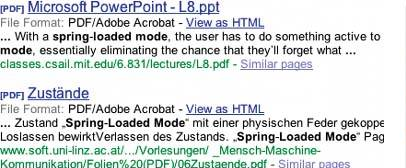 [PDF] Microsoft PowerPoint - L8.ppt
File Format: PDF/Adobe Acrobat - View as HTML
... With a spring-loaded mode, the user has to do something active to
mode, essentially eliminating the chance that they'll forget what ...
classes.csail.mit.edu/6.831/lectures/L8.pdf - Similar pages
[PDF] Zustände
File Format: PDF/Adobe Acrobat - View as HTML
... Zustand „Spring-Loaded Mode“ mit einer physischen Feder gekoppe
Loslassen bewirktVerlassen des Zustands. „Spring-Loaded Mode“ Pag
www.soft.uni-linz.ac.at/.../Vorlesungen/ _Mensch-Maschine-
Kommunikation/Folien%20(PDF)/06Zustaende.pdf - Similar pages